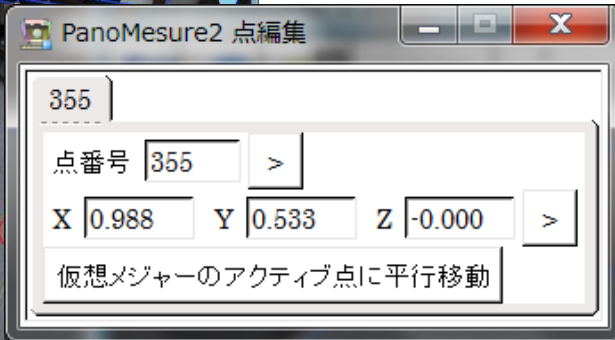 PanoMesure2 点編集
355
点番号 355 >
X 0.988 Y 0.533 Z -0.000 >
仮想メジャーのアクティブ点に平行移動